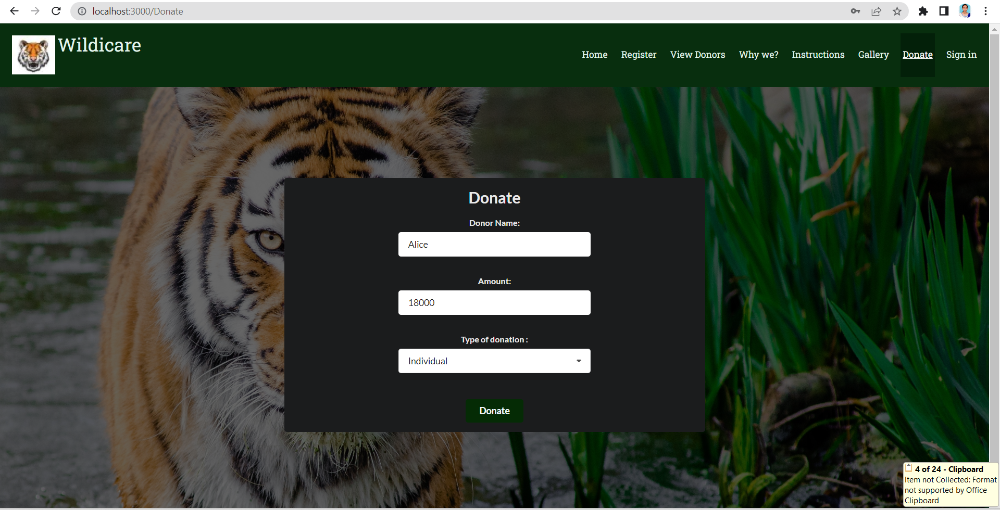 localhost:3000/Donate
Wildicare
Home Register View Donors Why we? Instructions Gallery Donate Sign in
Donate
Donor Name:
Alice
Amount:
18000
Type of donation :
Individual
Donate
4 of 24 - Clipboard
Item not Collected: Format
not supported by Office
Clipboard